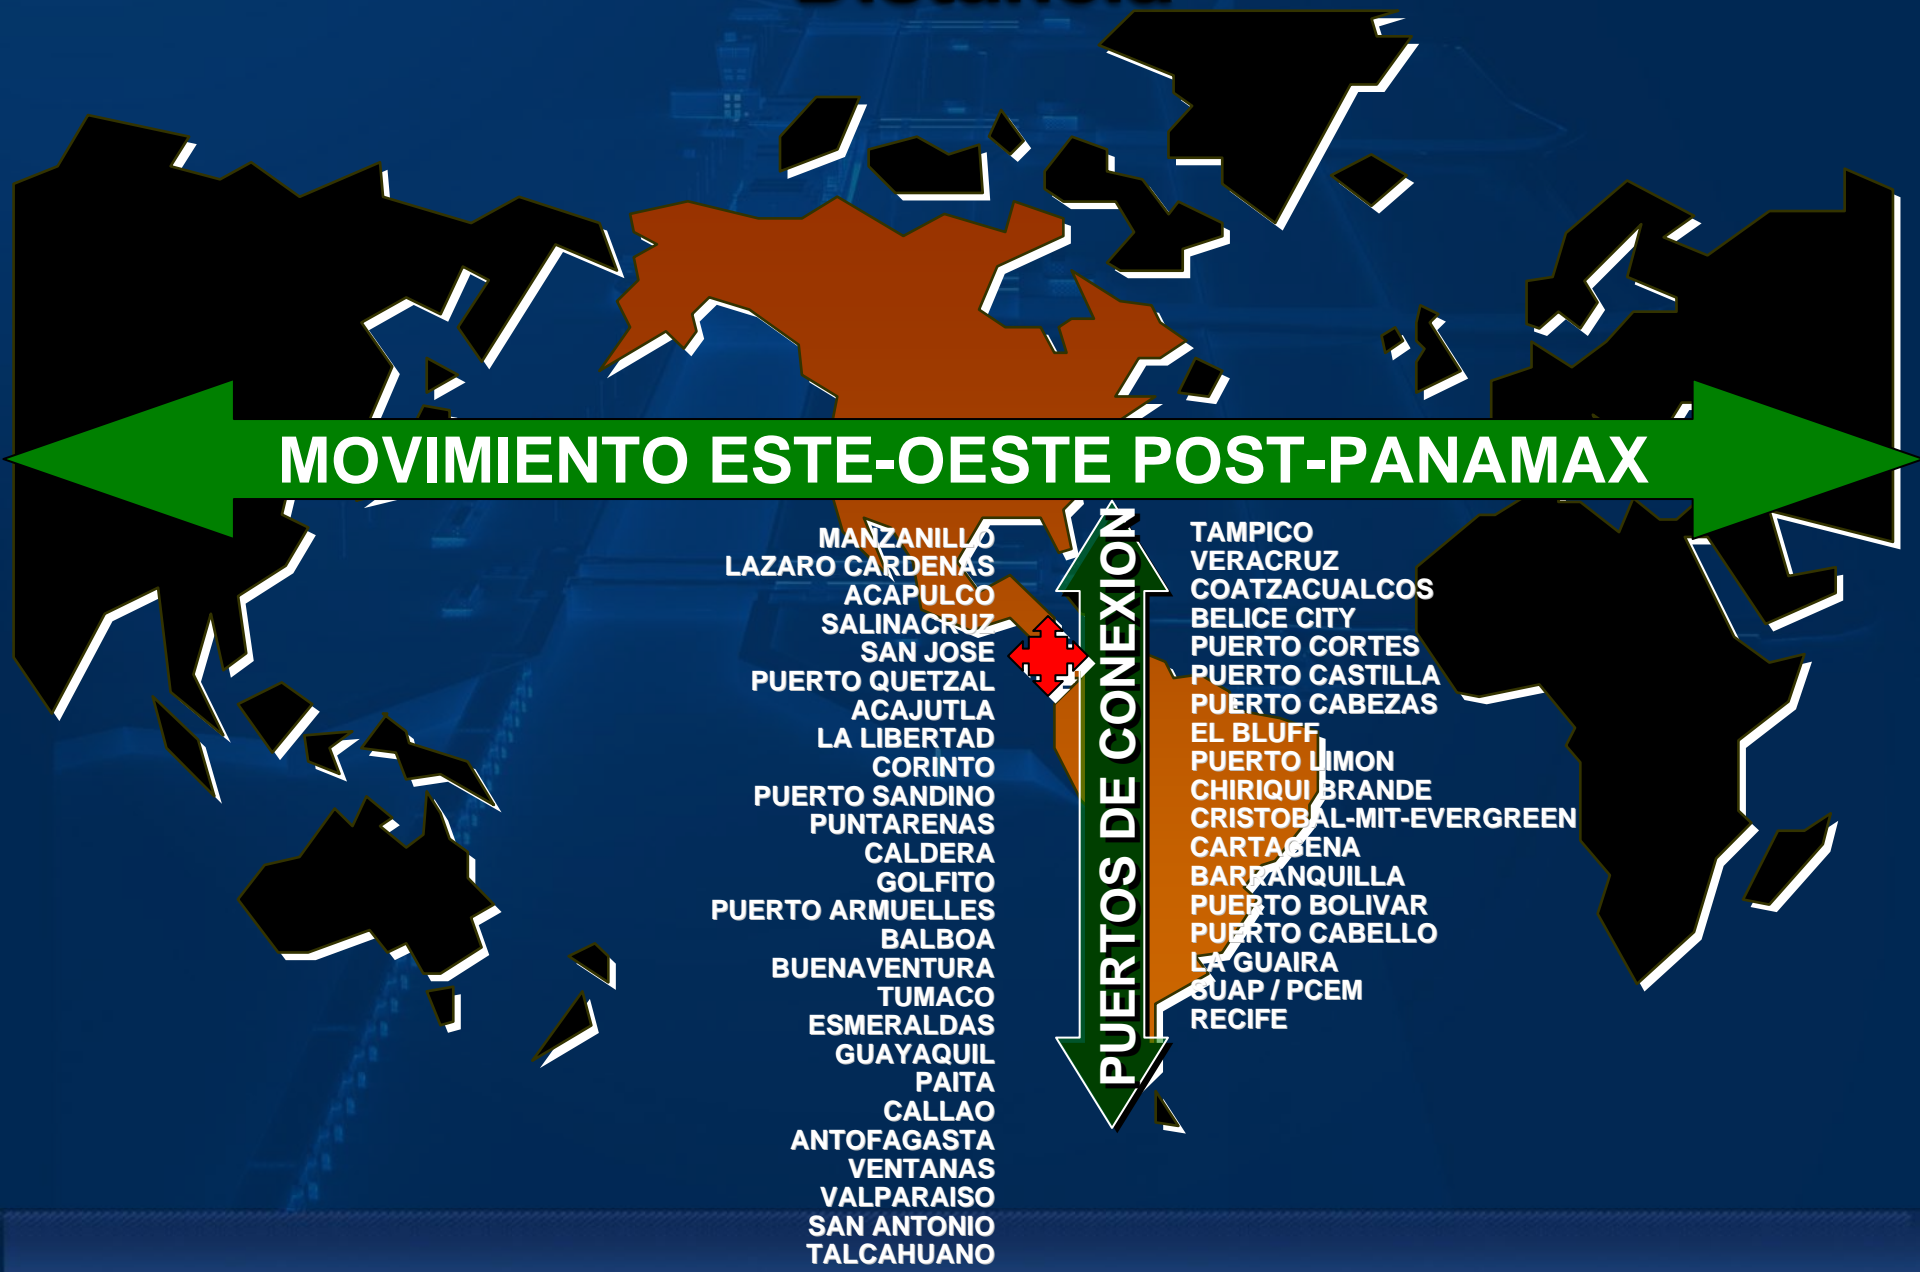 MOVIMIENTO ESTE-OESTE POST-PANAMAX
MANZANILLO
LAZARO CARDENAS
ACAPULCO
SALINACRUZ
SAN JOSE
PUERTO QUETZAL
ACAJUTLA
LA LIBERTAD
CORINTO
PUERTO SANDINO
PUNTARENAS
CALDERA
GOLFITO
PUERTO ARMUELLES
BALBOA
BUENAVENTURA
TUMACO
ESMERALDAS
GUAYAQUIL
PAITA
CALLAO
ANTOFAGASTA
VENTANAS
VALPARAISO
SAN ANTONIO
TALCAHUANO
PUERTOS DE CONEXION
TAMPICO
VERACRUZ
COATZACUALCOS
BELICE CITY
PUERTO CORTES
PUERTO CASTILLA
PUERTO CABEZAS
EL BLUFF
PUERTO LIMON
CHIRIQUI BRANDE
CRISTOBAL-MIT-EVERGREEN
CARTAGENA
BARRANQUILLA
PUERTO BOLIVAR
PUERTO CABELLO
LA GUAIRA
SUAP / PCEM
RECIFE